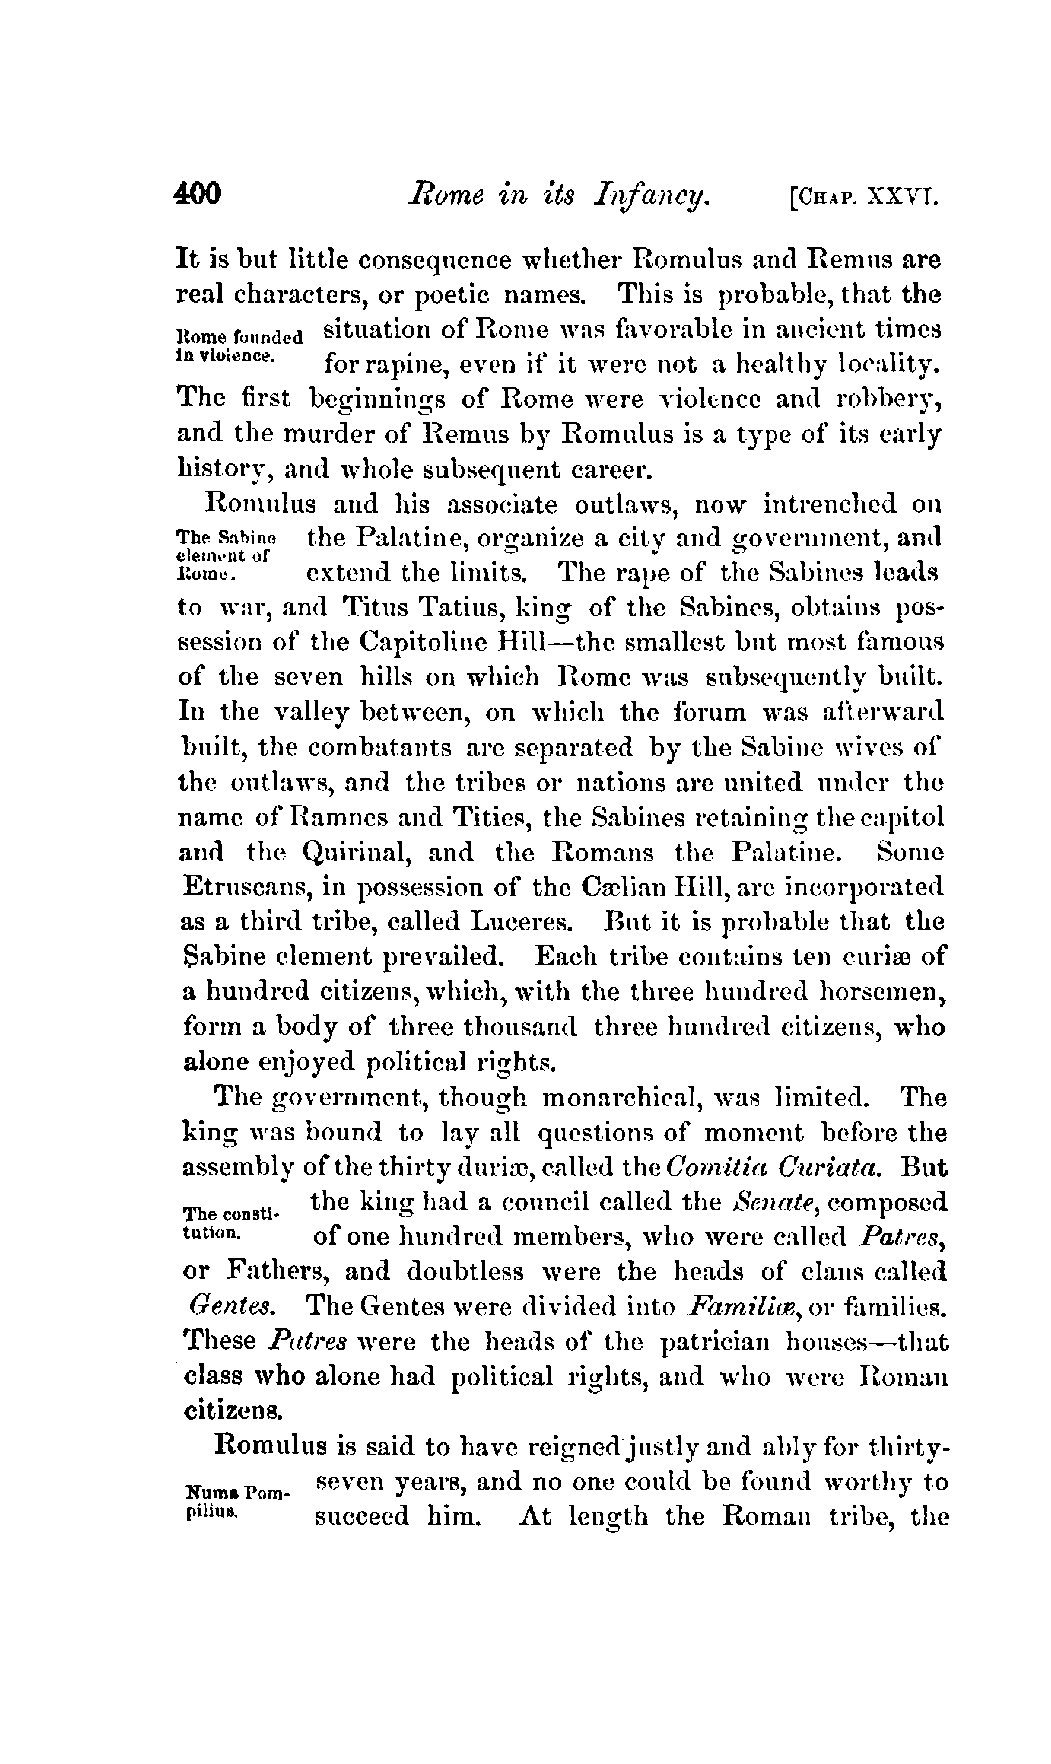 400 Rome in its Infancy. [CHAP. XXVI.
It is but little consequence whether Romulus and Remus are
real characters, or poetic names. This is probable, that the
Rome founded situation of Rome was favorable in ancient times
in violence. for rapine, even if it were not a healthy locality.
The first beginnings of Rome were violence and robbery,
and the murder of Remus by Romulus is a type of its early
history, and whole subsequent career.
Romulus and his associate outlaws, now intrenched on
The Sabine the Palatine, organize a city and government, and
element of
Rome. extend the limits. The rape of the Sabines leads
to war, and Titus Tatius, king of the Sabines, obtains pos-
session of the Capitoline Hill—the smallest but most famous
of the seven hills on which Rome was subsequently built.
In the valley between, on which the forum was afterward
built, the combatants are separated by the Sabine wives of
the outlaws, and the tribes or nations are united under the
name of Ramnes and Tities, the Sabines retaining the capitol
and the Quirinal, and the Romans the Palatine. Some
Etruscans, in possession of the Cælian Hill, are incorporated
as a third tribe, called Luceres. But it is probable that the
Sabine element prevailed. Each tribe contains ten curiæ of
a hundred citizens, which, with the three hundred horsemen,
form a body of three thousand three hundred citizens, who
alone enjoyed political rights.
The government, though monarchical, was limited. The
king was bound to lay all questions of moment before the
assembly of the thirty duriæ, called the Comitia Curiata. But
The consti- the king had a council called the Senate, composed
tution. of one hundred members, who were called Patres,
or Fathers, and doubtless were the heads of clans called
Gentes. The Gentes were divided into Familiæ, or families.
These Patres were the heads of the patrician houses—that
class who alone had political rights, and who were Roman
citizens.
Romulus is said to have reigned justly and ably for thirty-
Numa Pom- seven years, and no one could be found worthy to
pilius. succeed him. At length the Roman tribe, the